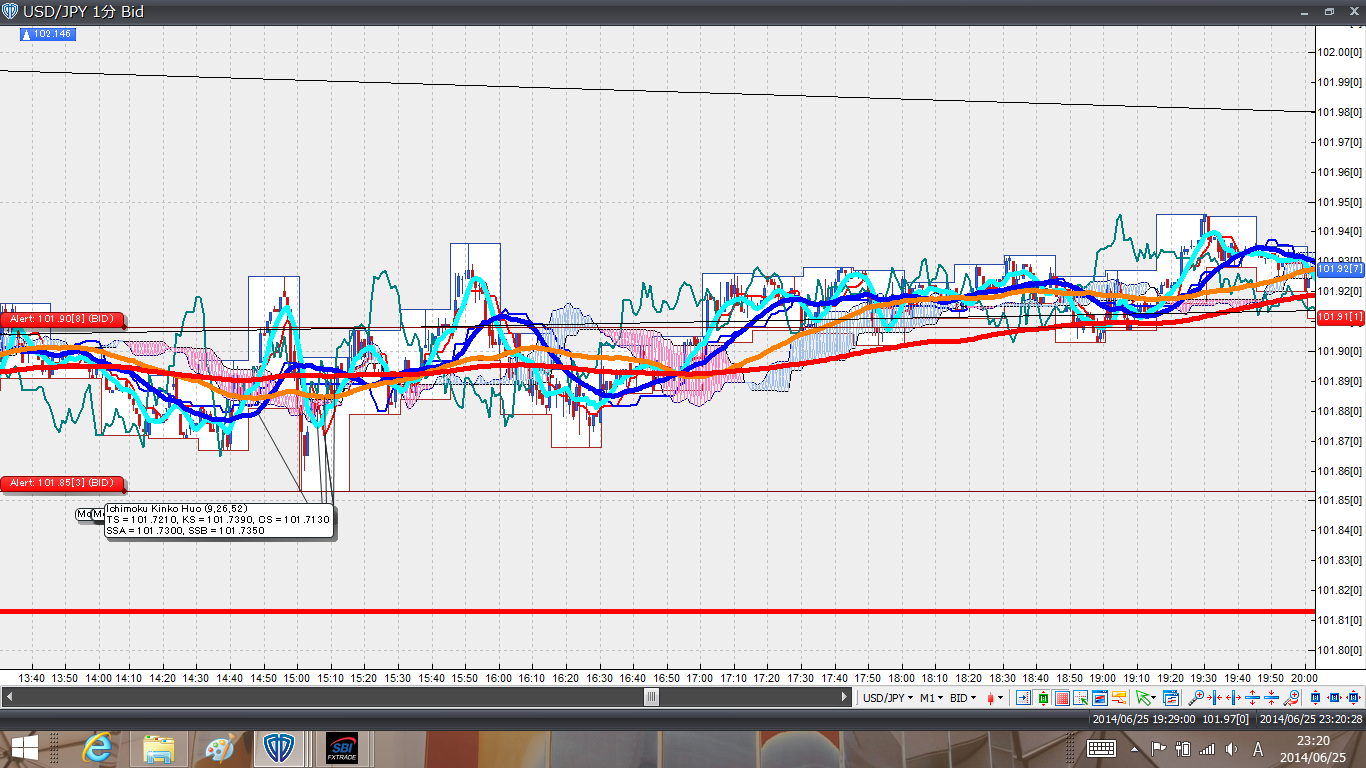 USD/JPY 1分 Bid
102.146
102.00[0]
101.99[0]
101.98[0]
101.97[0]
101.96[0]
101.95[0]
101.94[0]
101.93[0]
101.92[7]
101.92[0]
101.91[1]
101.90[0]
101.89[0]
101.88[0]
101.87[0]
101.86[0]
101.85[0]
101.84[0]
101.83[0]
101.82[0]
101.81[0]
101.80[0]
Alert: 101.90[8] (BID)
Alert: 101.85[3] (BID)
Ichimoku Kinko Huo (9,26,52)
TS = 101.7210, KS = 101.7390, CS = 101.7130
SSA = 101.7300, SSB = 101.7350
13:40 13:50 14:00 14:10 14:20 14:30 14:40 14:50 15:00 15:10 15:20 15:30 15:40 15:50 16:00 16:10 16:20 16:30 16:40 16:50 17:00 17:10 17:20 17:30 17:40 17:50 18:00 18:10 18:20 18:30 18:40 18:50 19:00 19:10 19:20 19:30 19:40 19:50 20:00
USD/JPY M1 BID
2014/06/25 19:29:00 101.97[0] 2014/06/25 23:20:28
SBI
FXTRADE
A
23:20
2014/06/25